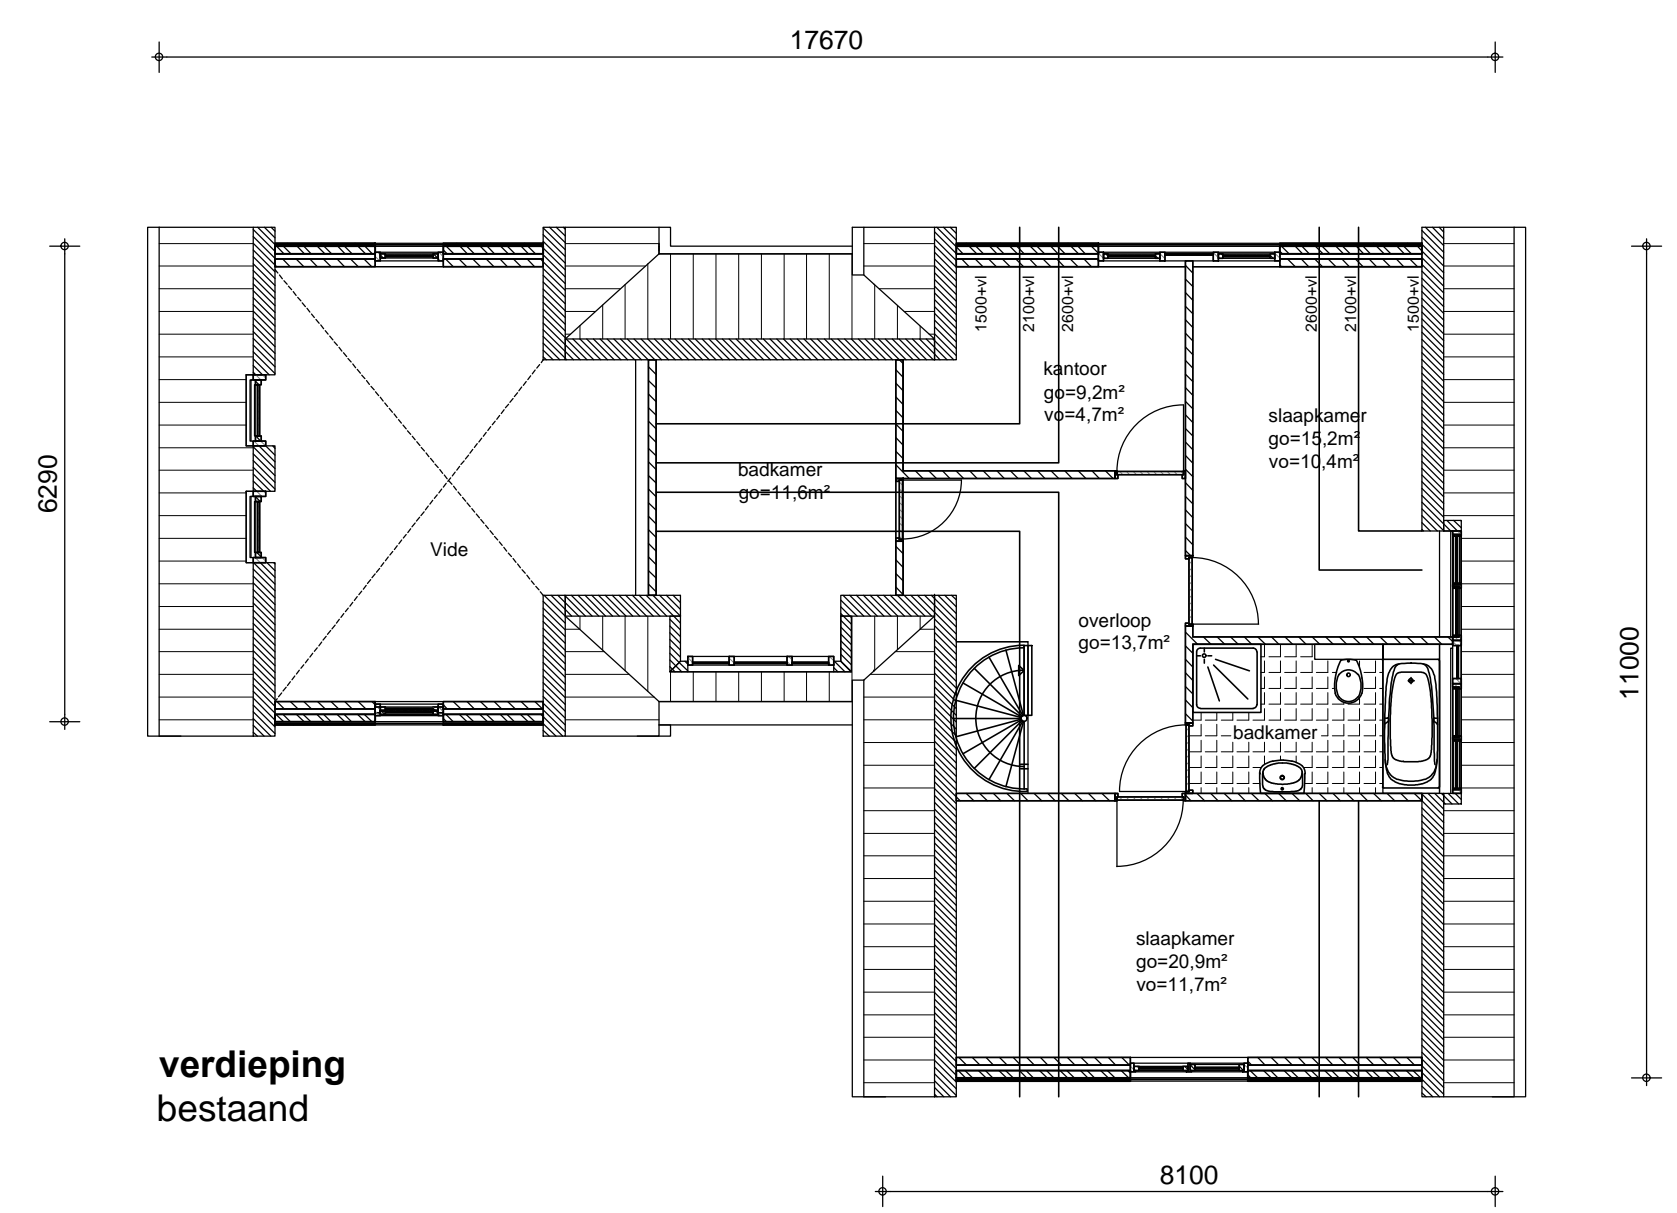 17670
6290
11000
1500+vl
2100+vl
2600+vl
2600+vl
2100+vl
1500+vl
kantoor
go=9,2m²
vo=4,7m²
slaapkamer
go=15,2m²
vo=10,4m²
badkamer
go=11,6m²
Vide
overloop
go=13,7m²
badkamer
slaapkamer
go=20,9m²
vo=11,7m²
verdieping
bestaand
8100